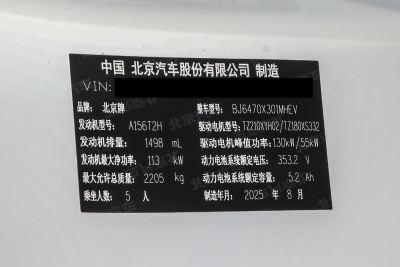 中国 北京汽车股份有限公司 制造
VIN:
品牌: 北京牌 整车型号: BJ6470X301MHEV
发动机型号: A156T2H 驱动电机型号: TZ210XYH02/TZ180XS332
发动机排量: 1498 mL 驱动电机峰值功率: 130kW/55kW
发动机最大净功率: 113 kW 动力电池系统额定电压: 353.2 V
最大允许总质量: 2205 kg 动力电池系统额定容量: 5.2 Ah
乘坐人数: 5 人 制造年月: 2025 年 8 月